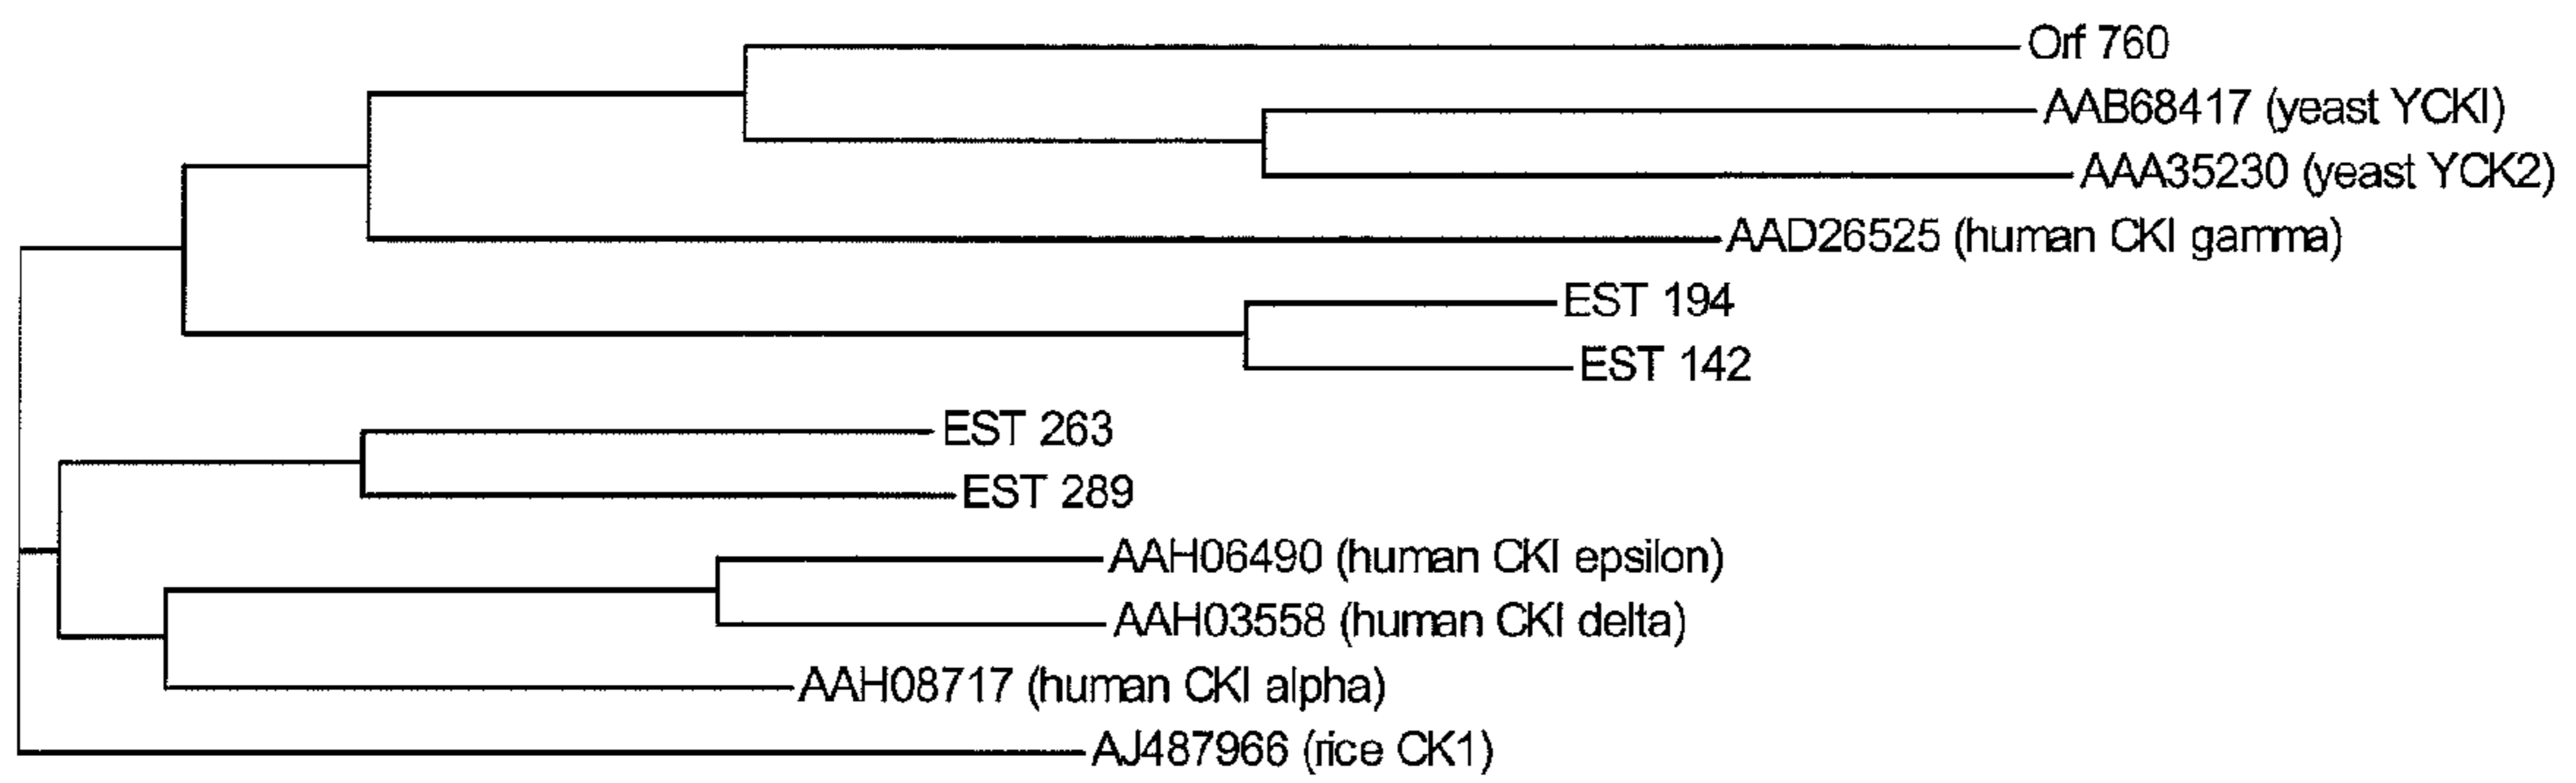 Orf 760
AAB68417 (yeast YCKI)
AAA35230 (yeast YCK2)
AAD26525 (human CKI gamma)
EST 194
EST 142
EST 263
EST 289
AAH06490 (human CKI epsilon)
AAH03558 (human CKI delta)
AAH08717 (human CKI alpha)
AJ487966 (rice CK1)